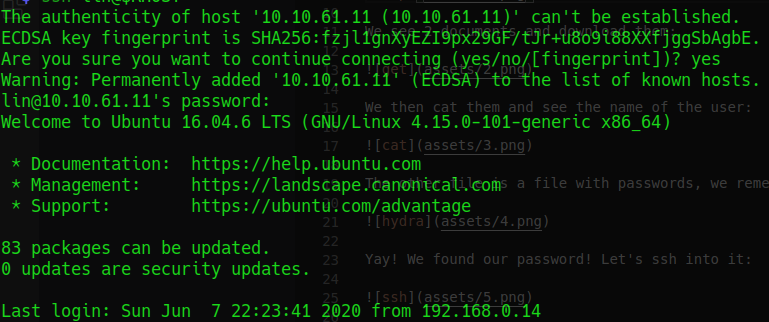 The authenticity of host '10.10.61.11 (10.10.61.11)' can't be established.
ECDSA key fingerprint is SHA256:fzjl1gnXyEZI9px29GF/tJr+u8o9l88XXfjggSbAgbE.
Are you sure you want to continue connecting (yes/no/[fingerprint])? yes
Warning: Permanently added '10.10.61.11' (ECDSA) to the list of known hosts.
lin@10.10.61.11's password:
Welcome to Ubuntu 16.04.6 LTS (GNU/Linux 4.15.0-101-generic x86_64)
* Documentation:  https://help.ubuntu.com
* Management:     https://landscape.canonical.com
* Support:        https://ubuntu.com/advantage
83 packages can be updated.
0 updates are security updates.
Last login: Sun Jun  7 22:23:41 2020 from 192.168.0.14
15 We then cat them and see the name of the user:
16
17 ![cat](assets/3.png)
18
file is a file with passwords, we reme
20
21 ![hydra](assets/4.png)
22
23 Yay! We found our password! Let's ssh into it:
24
25 ![ssh](assets/5.png)